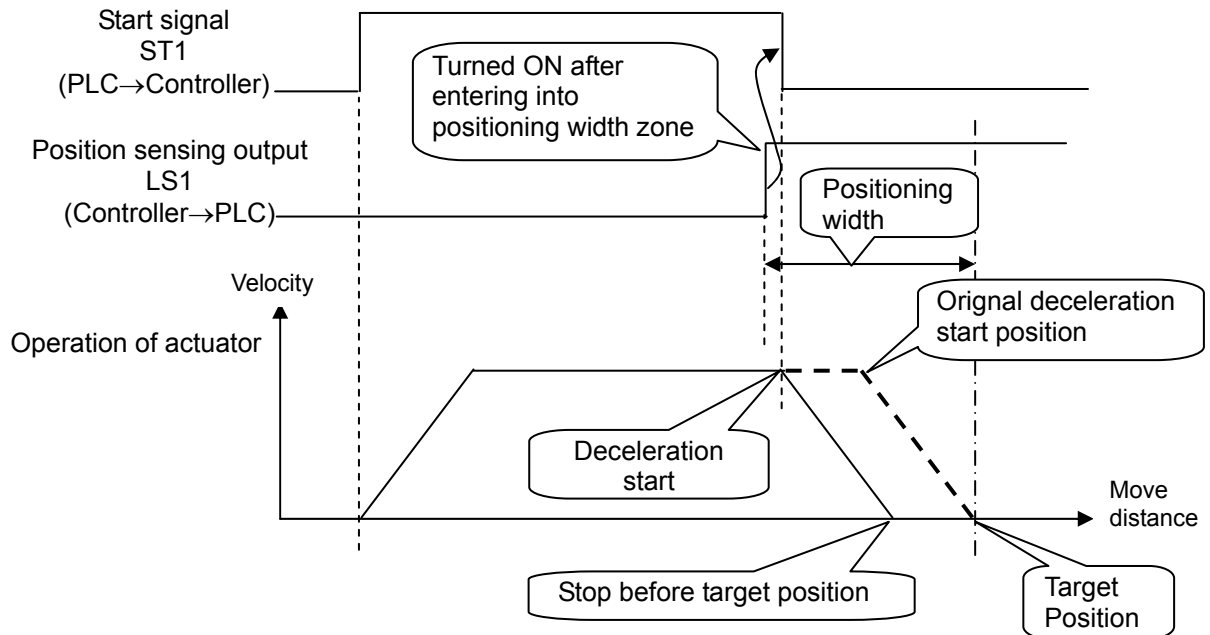 Start signal
ST1
(PLC→Controller)
Turned ON after
entering into
positioning width zone
Position sensing output
LS1
(Controller→PLC)
Positioning
width
Velocity
Orignal deceleration
start position
Operation of actuator
Deceleration
start
Move
distance
Stop before target position
Target
Position